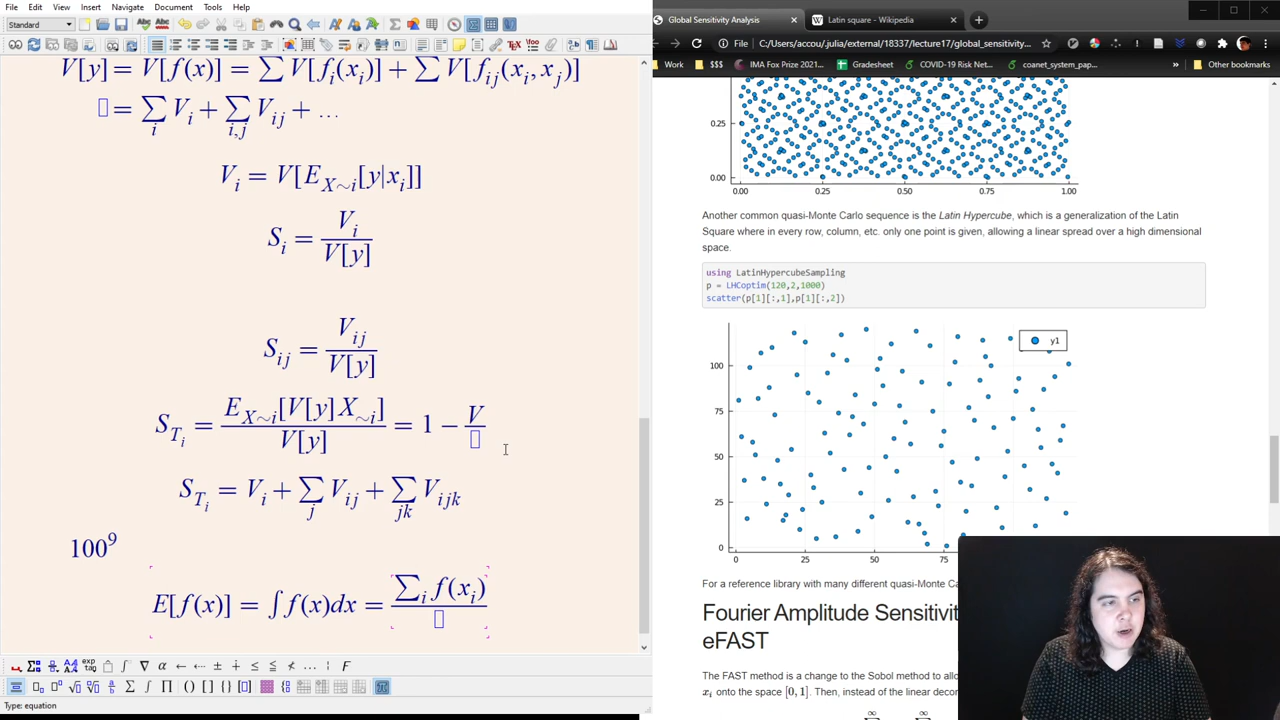 File Edit View Insert Navigate Document Tools Help
Standard
V[y] = V[f(x)] = ∑ V[f_i(x_i)] + ∑ V[f_ij(x_i, x_j)]
□ = ∑_i V_i + ∑_{i,j} V_ij + …
V_i = V[E_{X∼i}[y|x_i]]
S_i = V_i / V[y]
S_ij = V_ij / V[y]
S_{T_i} = E_{X∼i}[V[y] X_{∼i}] / V[y] = 1 − V / □
S_{T_i} = V_i + ∑_j V_ij + ∑_{jk} V_ijk
100^9
E[f(x)] = ∫ f(x)dx = ∑_i f(x_i) / □
Type: equation
Global Sensitivity Analysis
Latin square - Wikipedia
File C:/Users/accou/.julia/external/18337/lecture17/global_sensitivity...
Work $$$ IMA Fox Prize 2021... Gradesheet COVID-19 Risk Net... coanet_system_pap... Other bookmarks
0.25
0.00
0.00 0.25 0.50 0.75 1.00
Another common quasi-Monte Carlo sequence is the Latin Hypercube, which is a generalization of the Latin
Square where in every row, column, etc. only one point is given, allowing a linear spread over a high dimensional
space.
using LatinHypercubeSampling
p = LHCoptim(120,2,1000)
scatter(p[1][:,1],p[1][:,2])
y1
100
75
50
25
0
0 25 50 75
For a reference library with many different quasi-Monte Ca
Fourier Amplitude Sensitivit
eFAST
The FAST method is a change to the Sobol method to allo
x_i onto the space [0, 1]. Then, instead of the linear decor